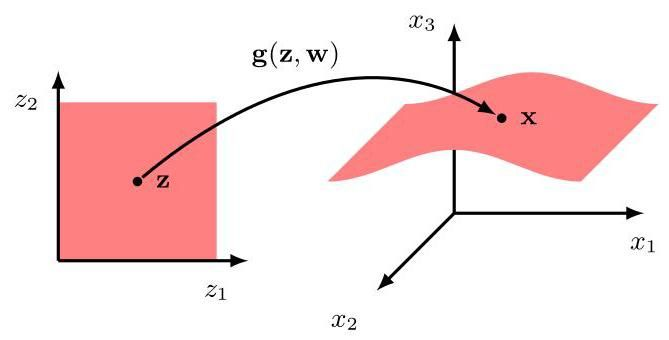 x₃
g(z, w)
z₂
x
z
x₁
z₁
x₂